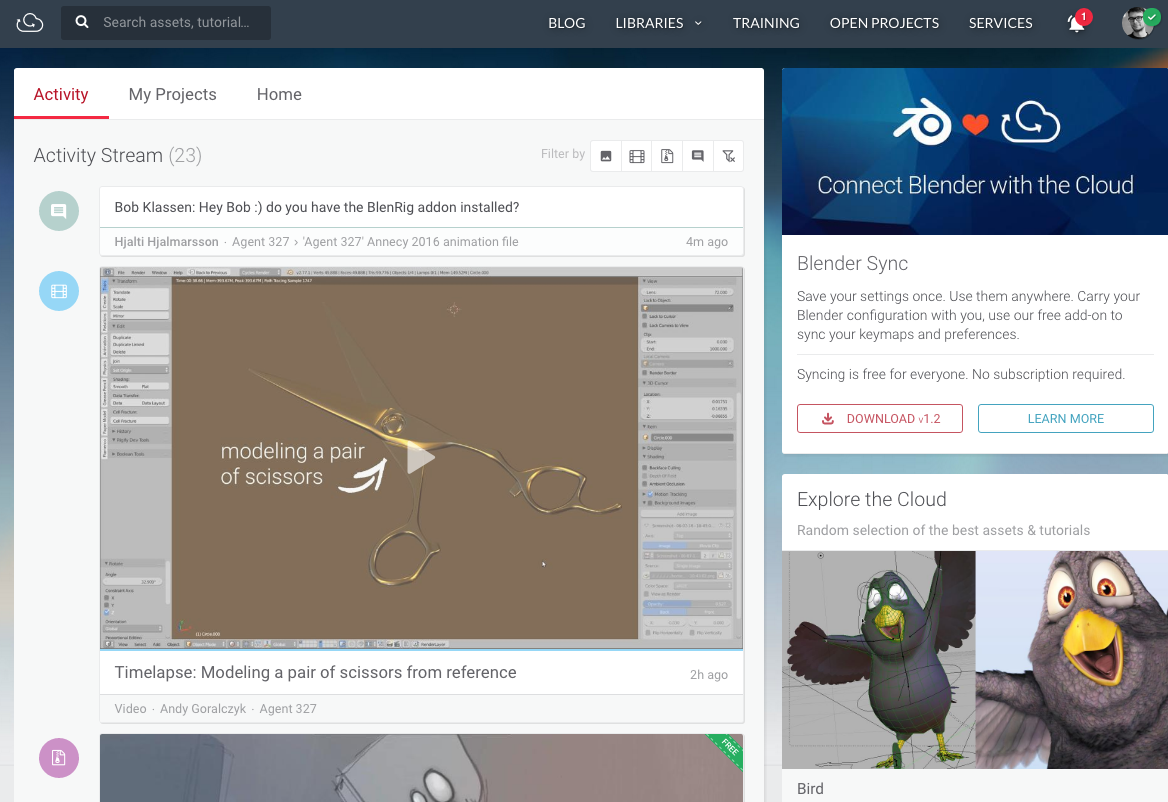 Search assets, tutorial...
BLOG
LIBRARIES
TRAINING
OPEN PROJECTS
SERVICES
1
Activity
My Projects
Home
Activity Stream (23)
Filter by
Bob Klassen: Hey Bob :) do you have the BlenRig addon installed?
Hjalti Hjalmarsson · Agent 327 › 'Agent 327' Annecy 2016 animation file
4m ago
modeling a pair
of scissors
Timelapse: Modeling a pair of scissors from reference
2h ago
Video · Andy Goralczyk · Agent 327
FREE
Connect Blender with the Cloud
Blender Sync
Save your settings once. Use them anywhere. Carry your
Blender configuration with you, use our free add-on to
sync your keymaps and preferences.
Syncing is free for everyone. No subscription required.
DOWNLOAD v1.2
LEARN MORE
Explore the Cloud
Random selection of the best assets & tutorials
Bird